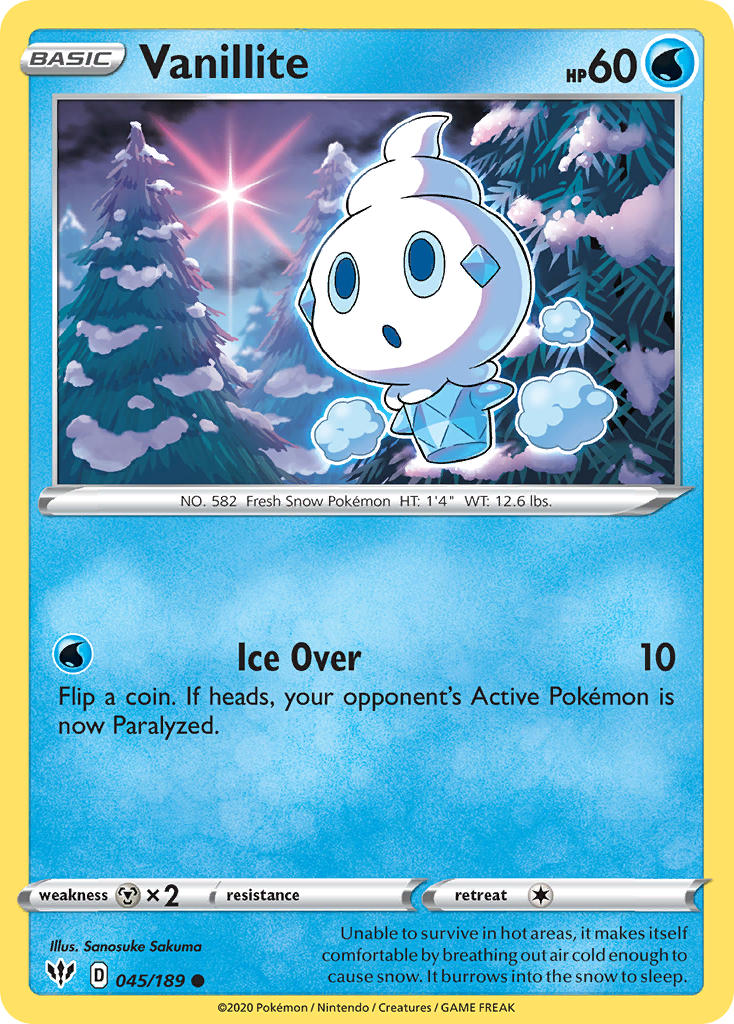 BASIC Vanillite HP60
NO. 582 Fresh Snow Pokémon HT: 1'4" WT: 12.6 lbs.
Ice Over 10
Flip a coin. If heads, your opponent's Active Pokémon is
now Paralyzed.
weakness ×2 resistance retreat
Illus. Sanosuke Sakuma
Unable to survive in hot areas, it makes itself
comfortable by breathing out air cold enough to
cause snow. It burrows into the snow to sleep.
D 045/189
©2020 Pokémon / Nintendo / Creatures / GAME FREAK